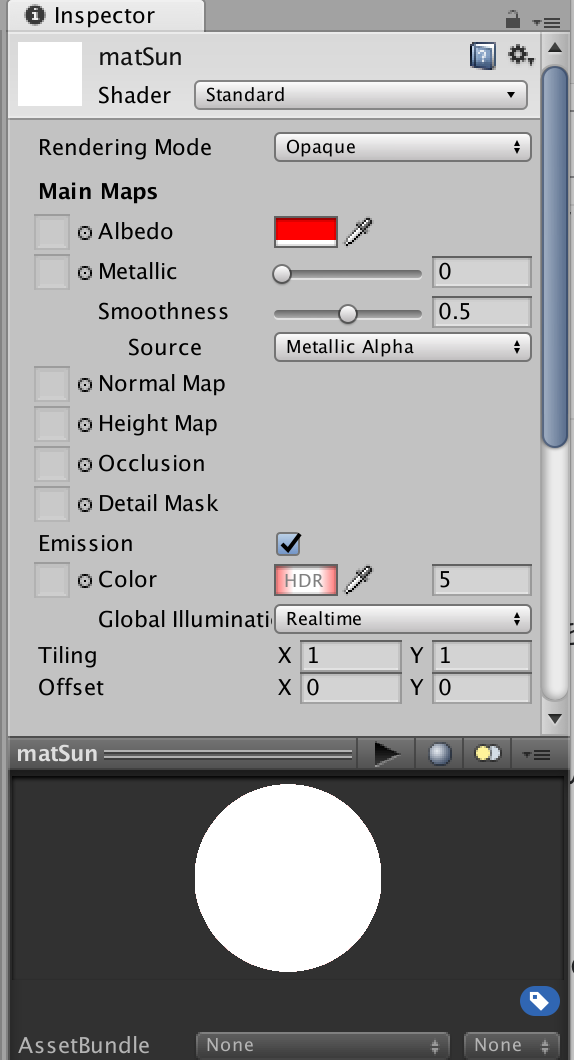 Inspector
matSun
Shader Standard
Rendering Mode Opaque
Main Maps
Albedo
Metallic 0
Smoothness 0.5
Source Metallic Alpha
Normal Map
Height Map
Occlusion
Detail Mask
Emission
Color HDR 5
Global Illuminati Realtime
Tiling X 1 Y 1
Offset X 0 Y 0
matSun
AssetBundle None None